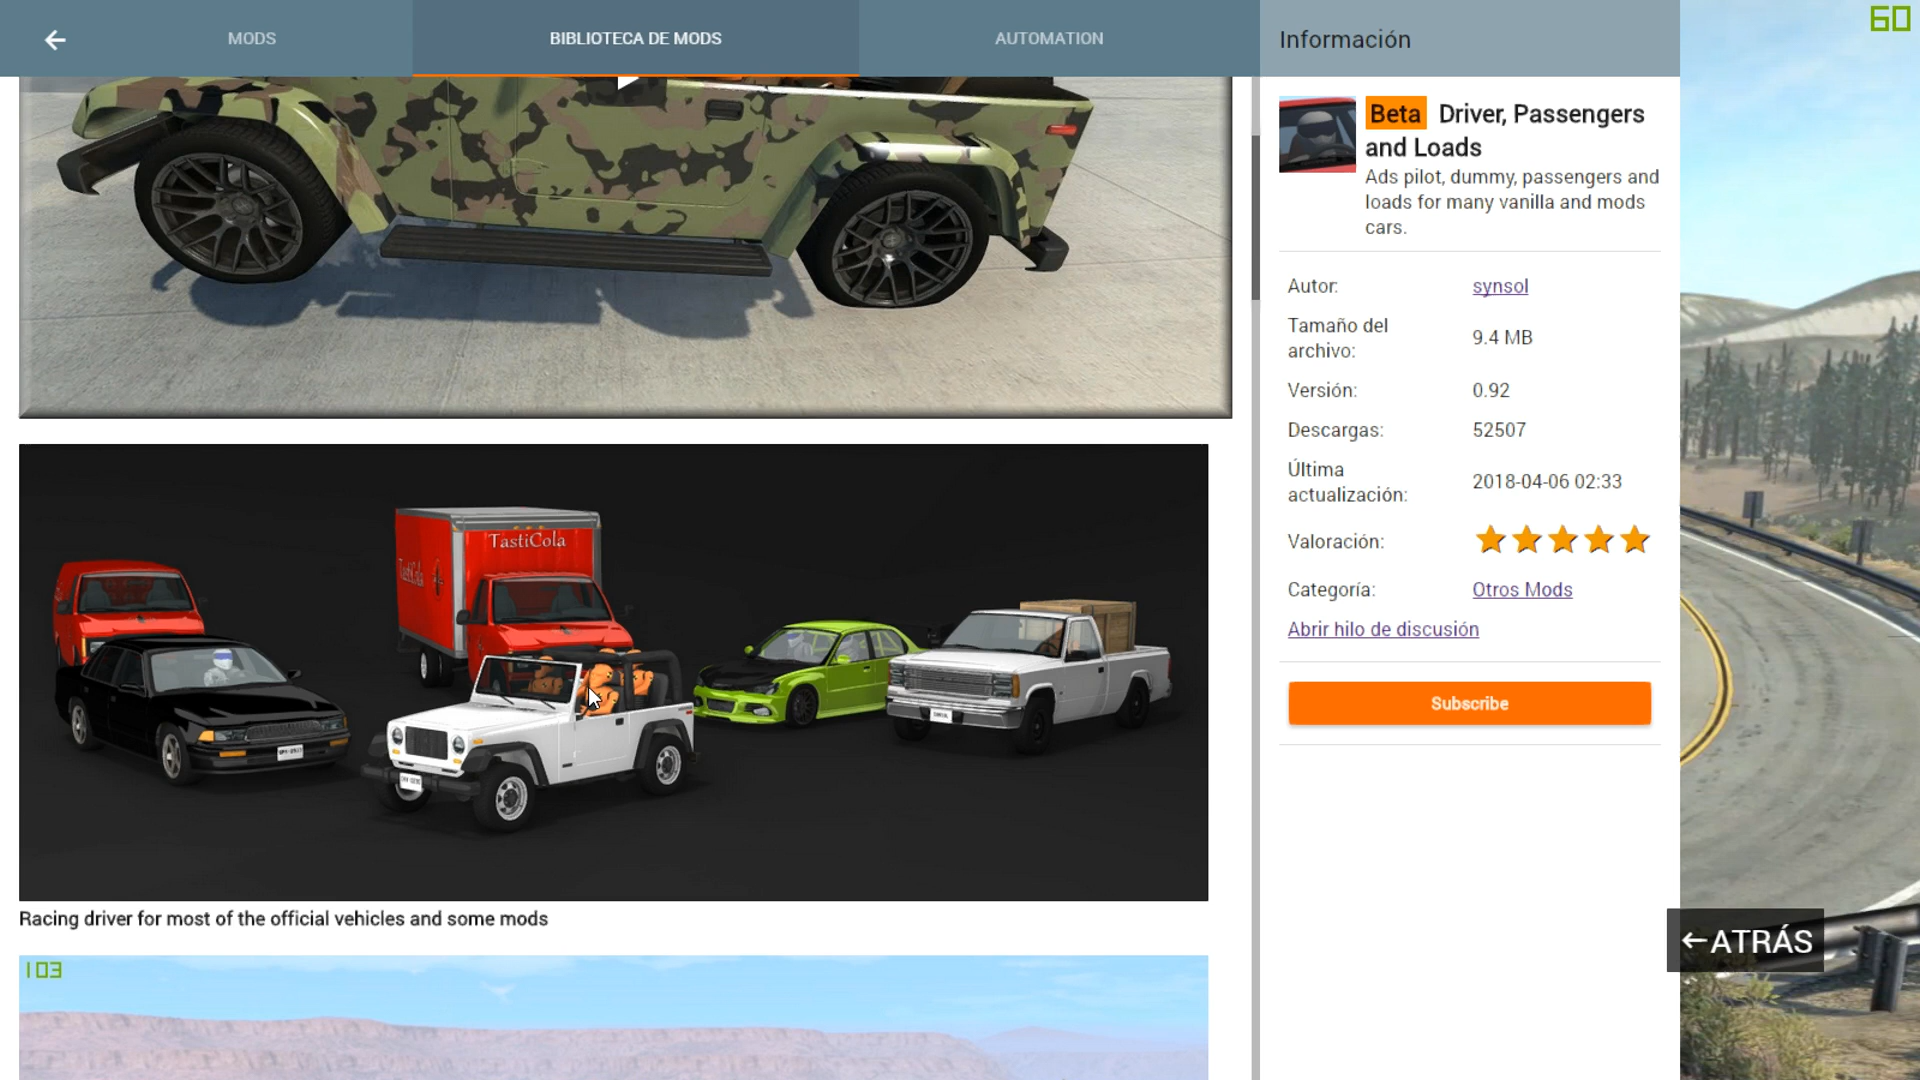 MODS
BIBLIOTECA DE MODS
AUTOMATION
Información
60
Beta Driver, Passengers
and Loads
Ads pilot, dummy, passengers and
loads for many vanilla and mods
cars.
Autor: synsol
Tamaño del
archivo: 9.4 MB
Versión: 0.92
Descargas: 52507
Última
actualización: 2018-04-06 02:33
Valoración:
Categoría: Otros Mods
Abrir hilo de discusión
Subscribe
TastiCola
TastiCola
Racing driver for most of the official vehicles and some mods
103
←ATRÁS